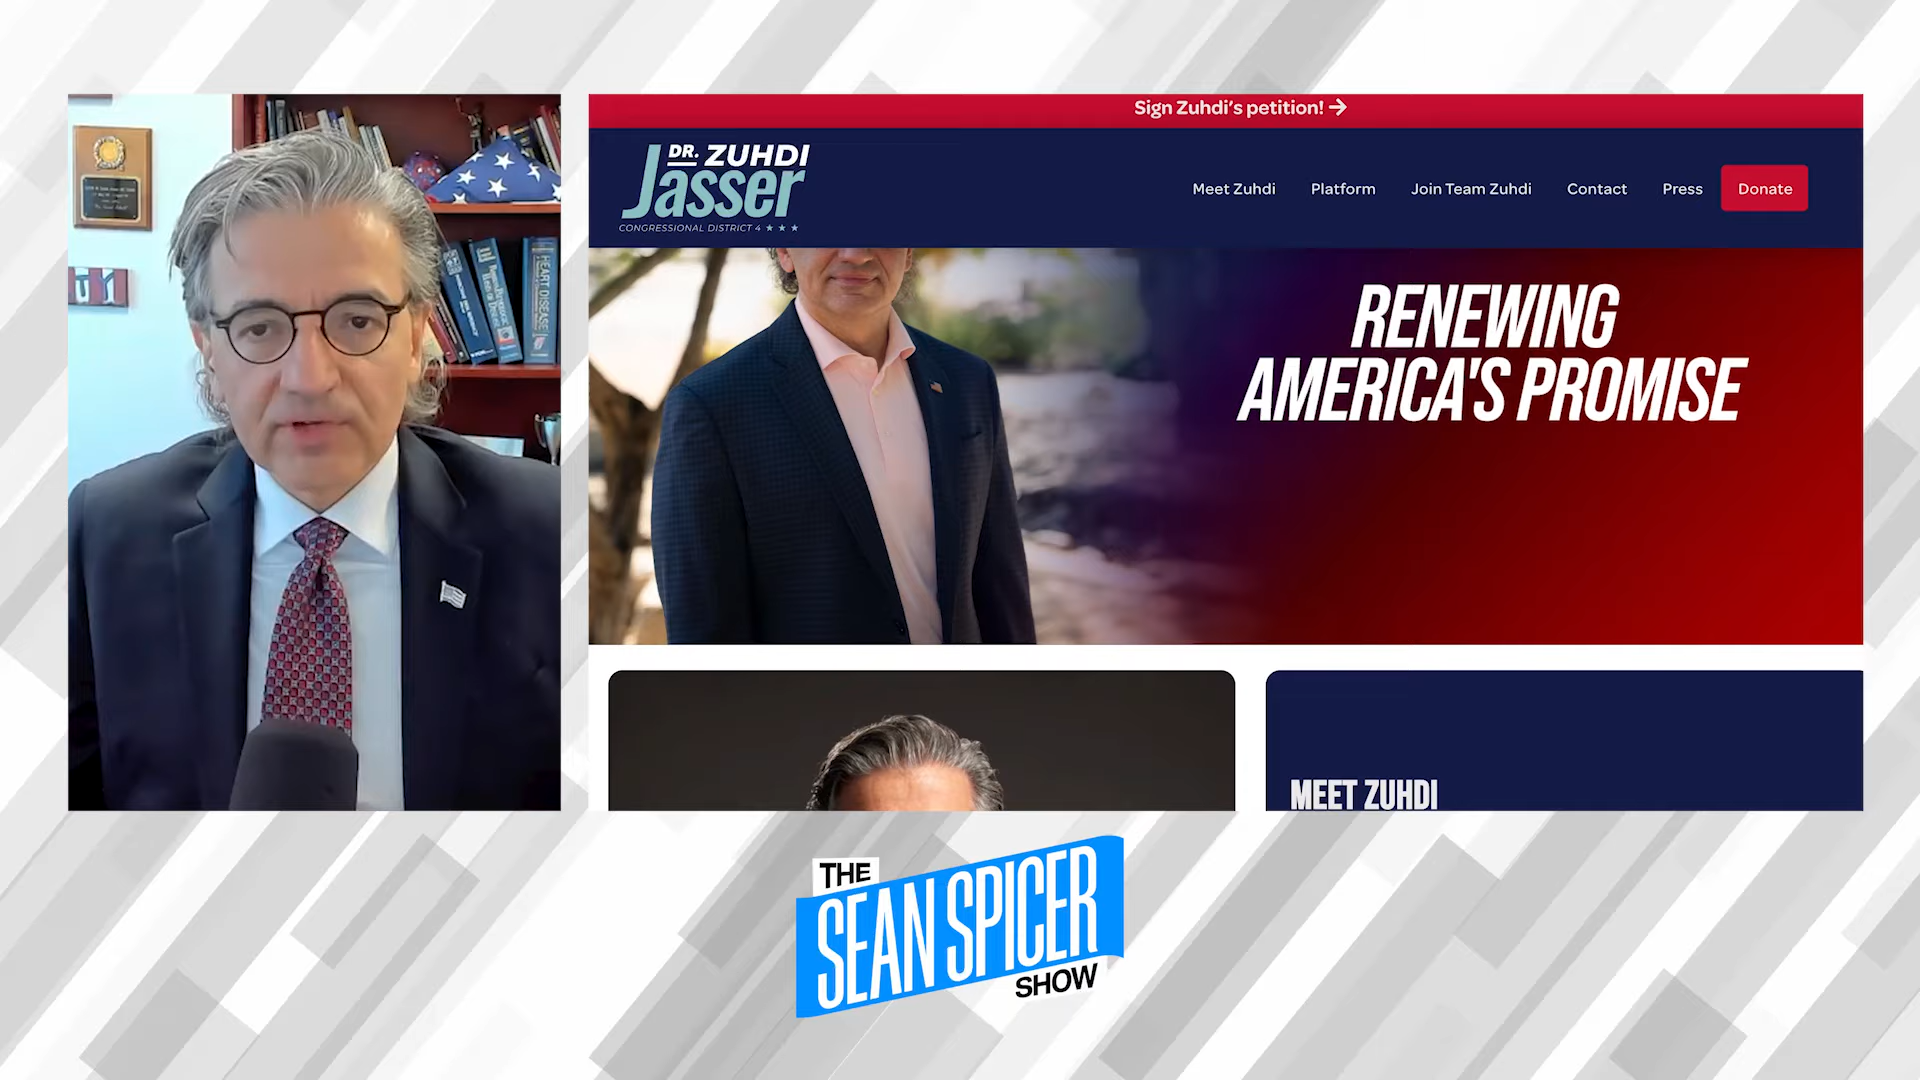 Sign Zuhdi's petition! →
DR. ZUHDI
Jasser
CONGRESSIONAL DISTRICT 4 ★ ★ ★
Meet Zuhdi Platform Join Team Zuhdi Contact Press Donate
RENEWING
AMERICA'S PROMISE
MEET ZUHDI
HEART DISEASE
THE
SEAN SPICER
SHOW